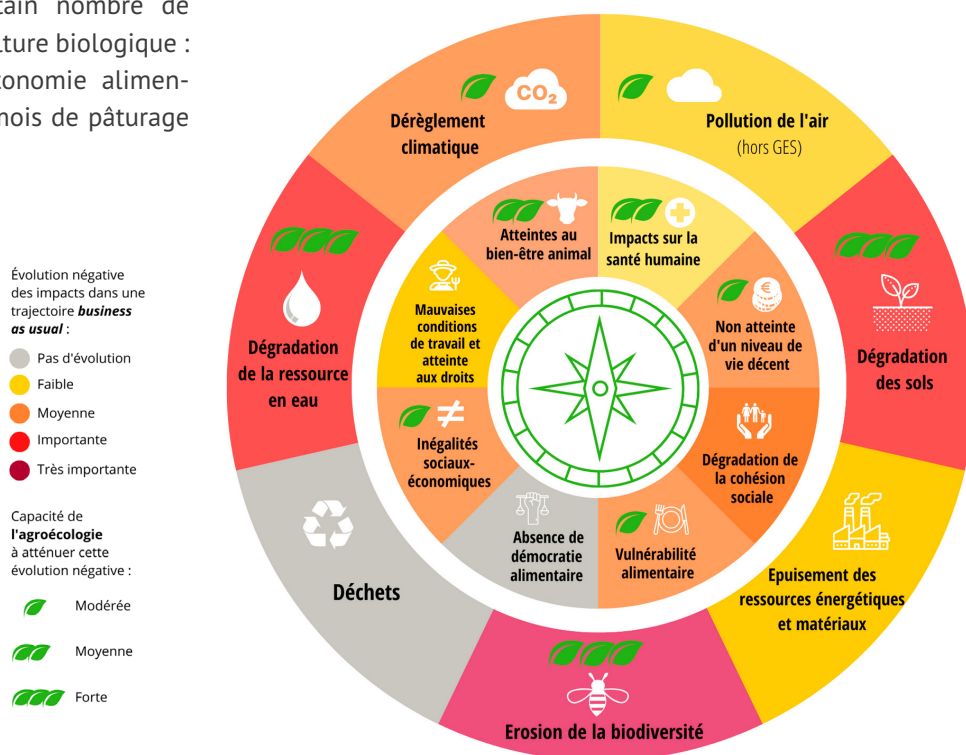 tain nombre de
lture biologique :
tonomie alimen-
mois de pâturage
Évolution négative
des impacts dans une
trajectoire business
as usual :
Pas d'évolution
Faible
Moyenne
Importante
Très importante
Capacité de
l'agroécologie
à atténuer cette
évolution négative :
Modérée
Moyenne
Forte
CO₂
Dérèglement
climatique
Pollution de l'air
(hors GES)
Dégradation
des sols
Epuisement des
ressources énergétiques
et matériaux
Erosion de la biodiversité
Déchets
Dégradation
de la ressource
en eau
Atteintes au
bien-être animal
Impacts sur la
santé humaine
€
Non atteinte
d'un niveau de
vie décent
Dégradation de
la cohésion
sociale
Vulnérabilité
alimentaire
Absence de
démocratie
alimentaire
≠
Inégalités
sociaux-
économiques
Mauvaises
conditions
de travail et
atteinte
aux droits